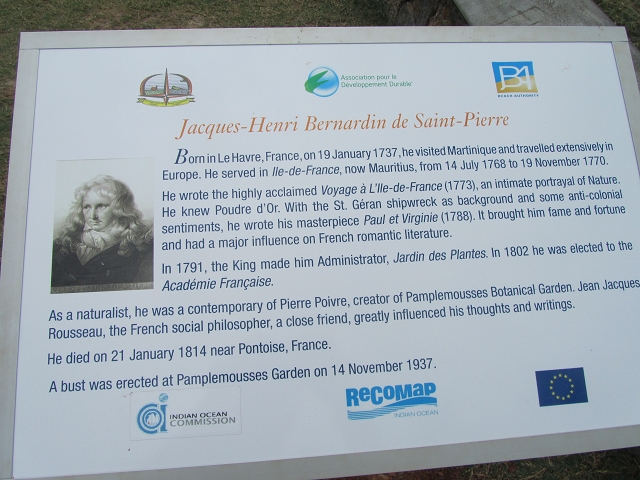 Association pour le
Développement Durable
BA
BEACH AUTHORITY
Jacques-Henri Bernardin de Saint-Pierre
Born in Le Havre, France, on 19 January 1737, he visited Martinique and travelled extensively in
Europe. He served in Ile-de-France, now Mauritius, from 14 July 1768 to 19 November 1770.
He wrote the highly acclaimed Voyage à L'Ile-de-France (1773), an intimate portrayal of Nature.
He knew Poudre d'Or. With the St. Géran shipwreck as background and some anti-colonial
sentiments, he wrote his masterpiece Paul et Virginie (1788). It brought him fame and fortune
and had a major influence on French romantic literature.
In 1791, the King made him Administrator, Jardin des Plantes. In 1802 he was elected to the
Académie Française.
As a naturalist, he was a contemporary of Pierre Poivre, creator of Pamplemousses Botanical Garden. Jean Jacques
Rousseau, the French social philosopher, a close friend, greatly influenced his thoughts and writings.
He died on 21 January 1814 near Pontoise, France.
A bust was erected at Pamplemousses Garden on 14 November 1937.
INDIAN OCEAN
COMMISSION
ReCoMaP
INDIAN OCEAN